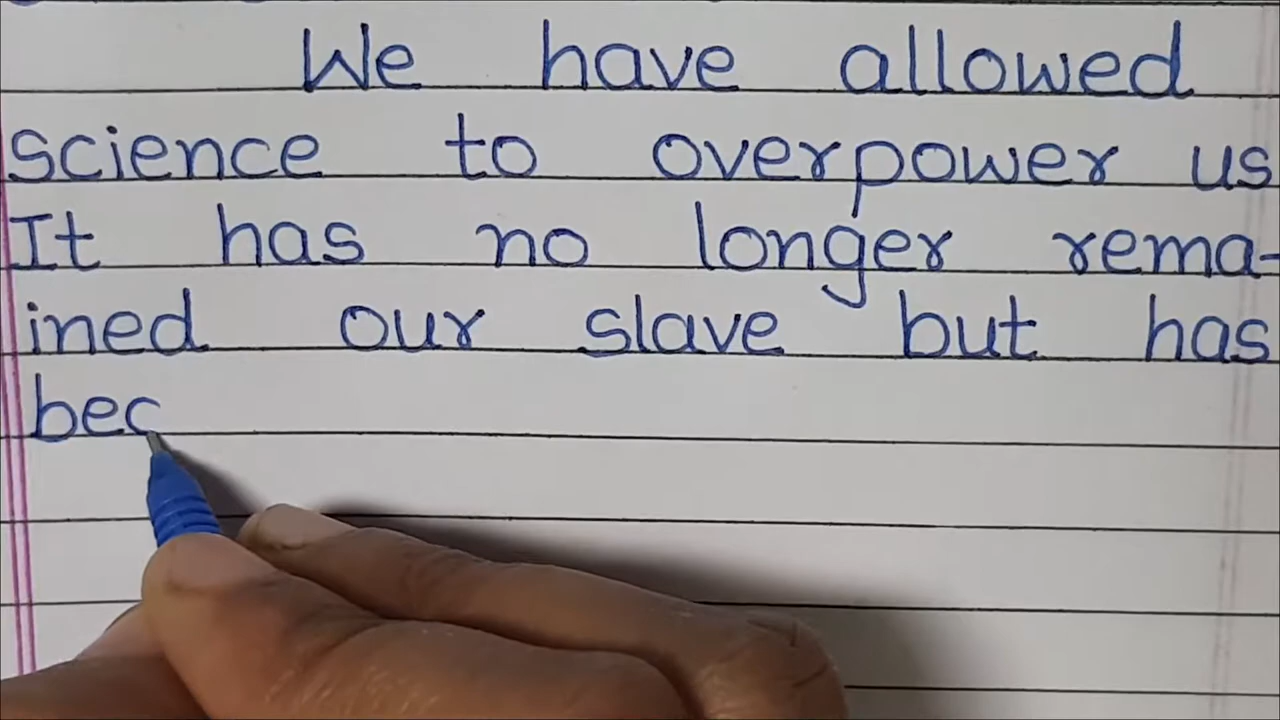 We have allowed
science to overpower us
It has no longer rema-
ined our slave but has
bec